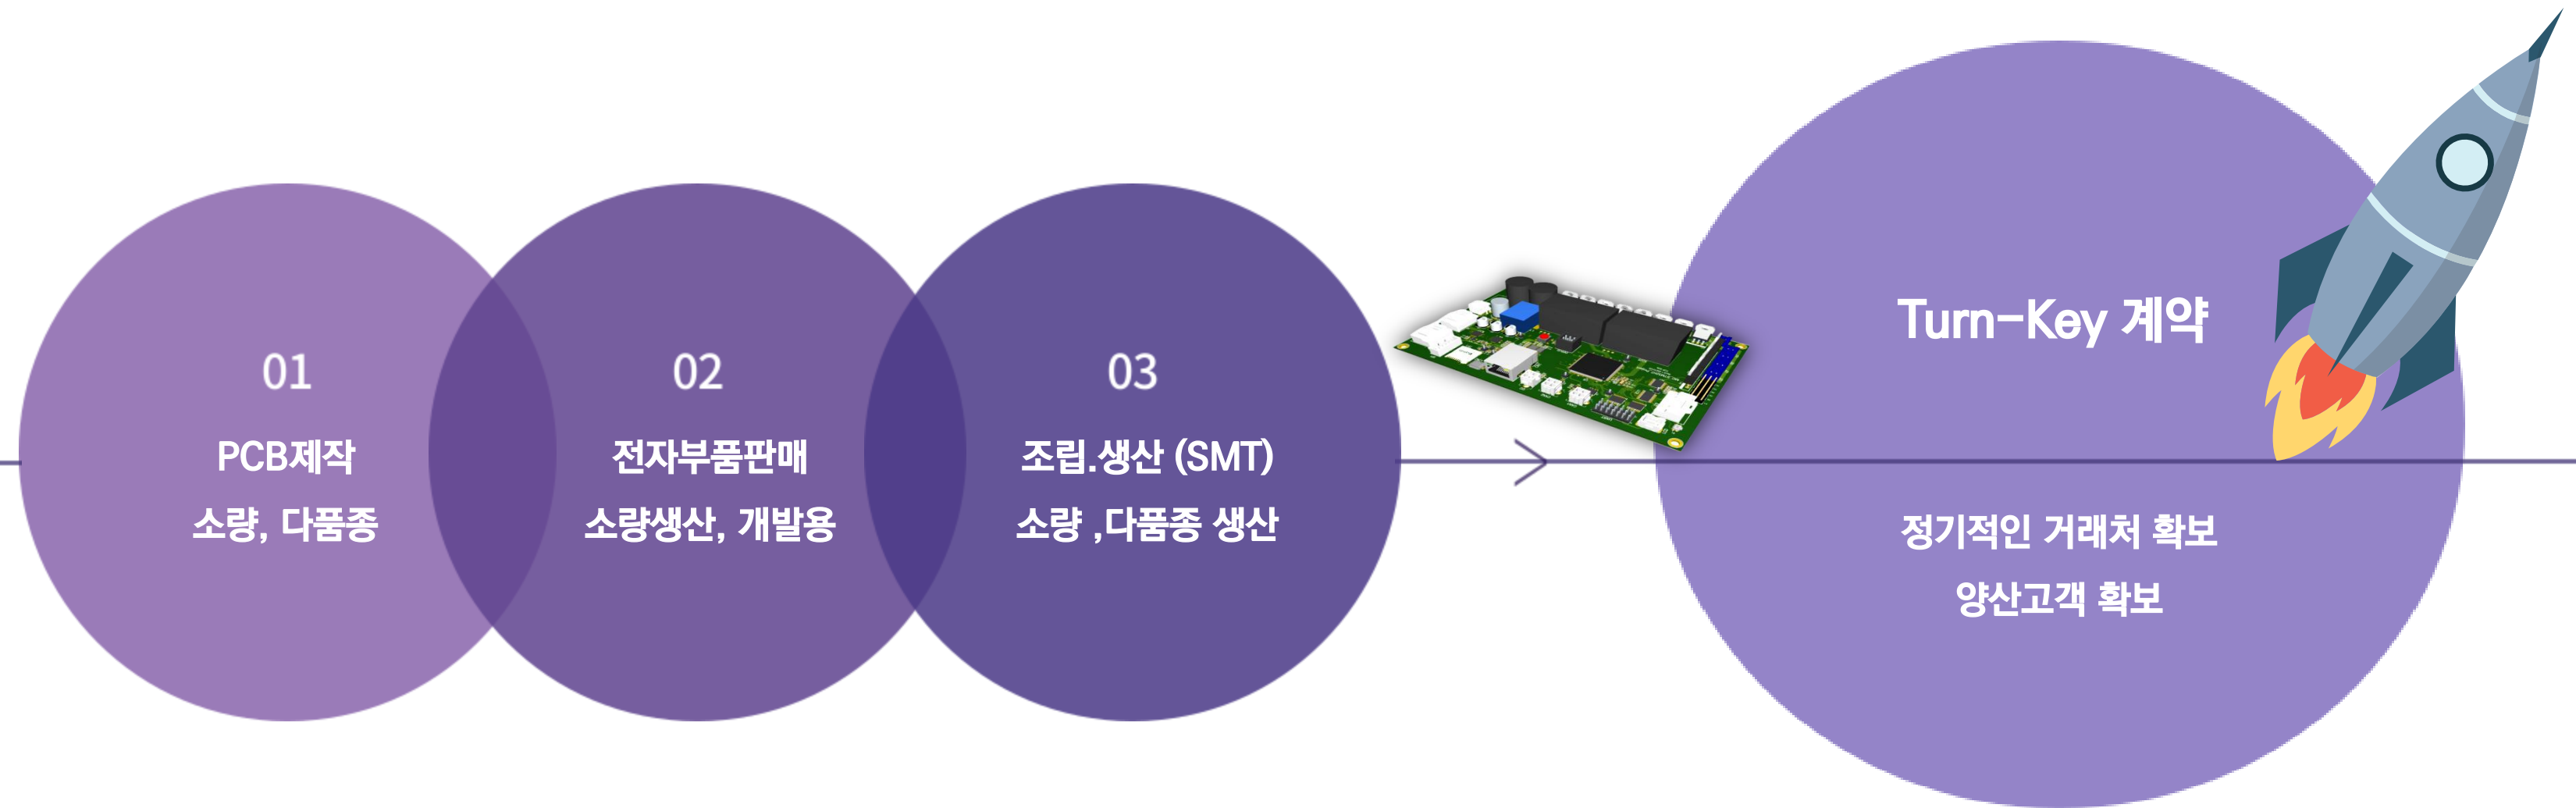 01
PCB제작
소량, 다품종
02
전자부품판매
소량생산, 개발용
03
조립.생산 (SMT)
소량 ,다품종 생산
Turn-Key 계약
정기적인 거래처 확보
양산고객 확보